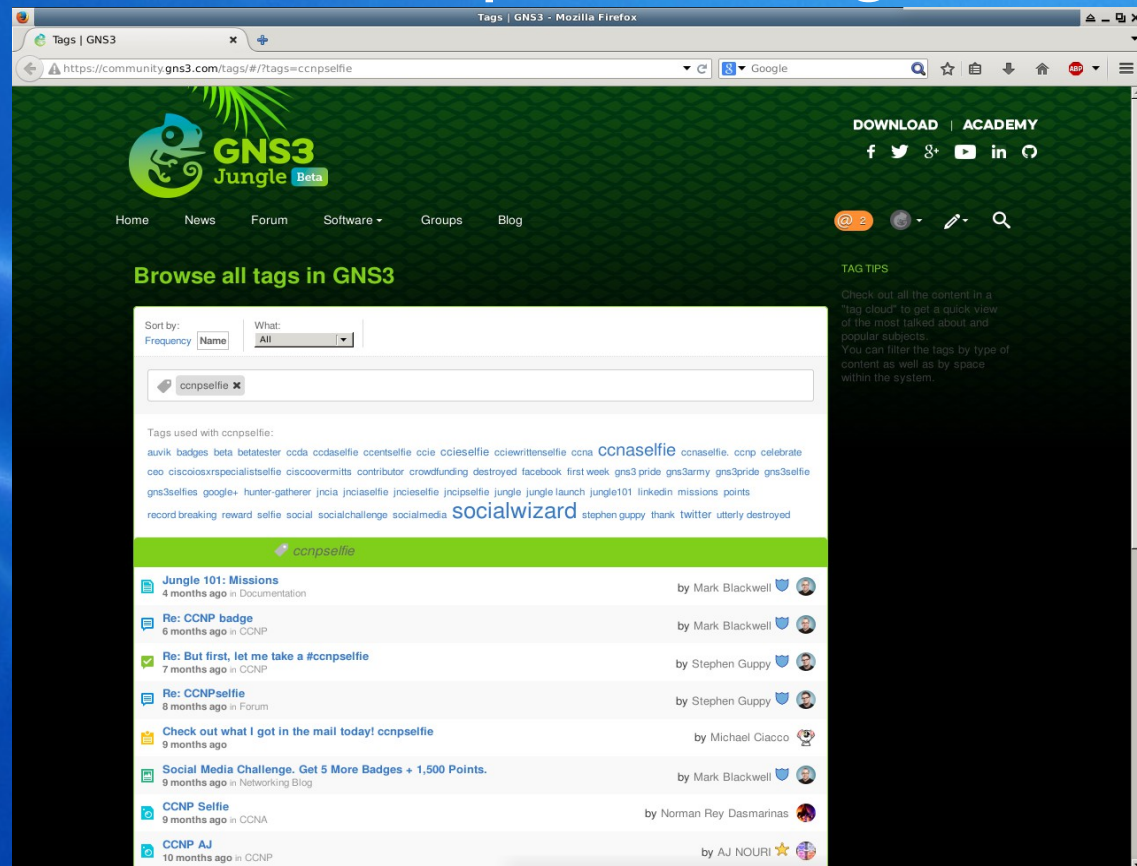 Tags | GNS3 - Mozilla Firefox
Tags | GNS3
https://community.gns3.com/tags/#/?tags=ccnpselfie
Google
ABP
GNS3
Jungle Beta
DOWNLOAD | ACADEMY
Home News Forum Software Groups Blog
@ 2
Browse all tags in GNS3
TAG TIPS
Check out all the content in a
"tag cloud" to get a quick view
of the most talked about and
popular subjects.
You can filter the tags by type of
content as well as by space
within the system.
Sort by:
Frequency Name
What:
All
ccnpselfie
Tags used with ccnpselfie:
auvik badges beta betatester ccda ccdaselfie ccentselfie ccie ccieselfie cciewrittenselfie ccna ccnaselfie ccnaselfie. ccnp celebrate
ceo ciscoiosxrspecialistselfie ciscoovermitts contributor crowdfunding destroyed facebook first week gns3 pride gns3army gns3pride gns3selfie
gns3selfies google+ hunter-gatherer jncia jnciaselfie jncieselfie jncipselfie jungle jungle launch jungle101 linkedin missions points
record breaking reward selfie social socialchallenge socialmedia socialwizard stephen guppy thank twitter utterly destroyed
ccnpselfie
Jungle 101: Missions
4 months ago in Documentation
by Mark Blackwell
Re: CCNP badge
6 months ago in CCNP
by Mark Blackwell
Re: But first, let me take a #ccnpselfie
7 months ago in CCNP
by Stephen Guppy
Re: CCNPselfie
8 months ago in Forum
by Stephen Guppy
Check out what I got in the mail today! ccnpselfie
9 months ago
by Michael Ciacco
Social Media Challenge. Get 5 More Badges + 1,500 Points.
9 months ago in Networking Blog
by Mark Blackwell
CCNP Selfie
9 months ago in CCNA
by Norman Rey Dasmarinas
CCNP AJ
10 months ago in CCNP
by AJ NOURI